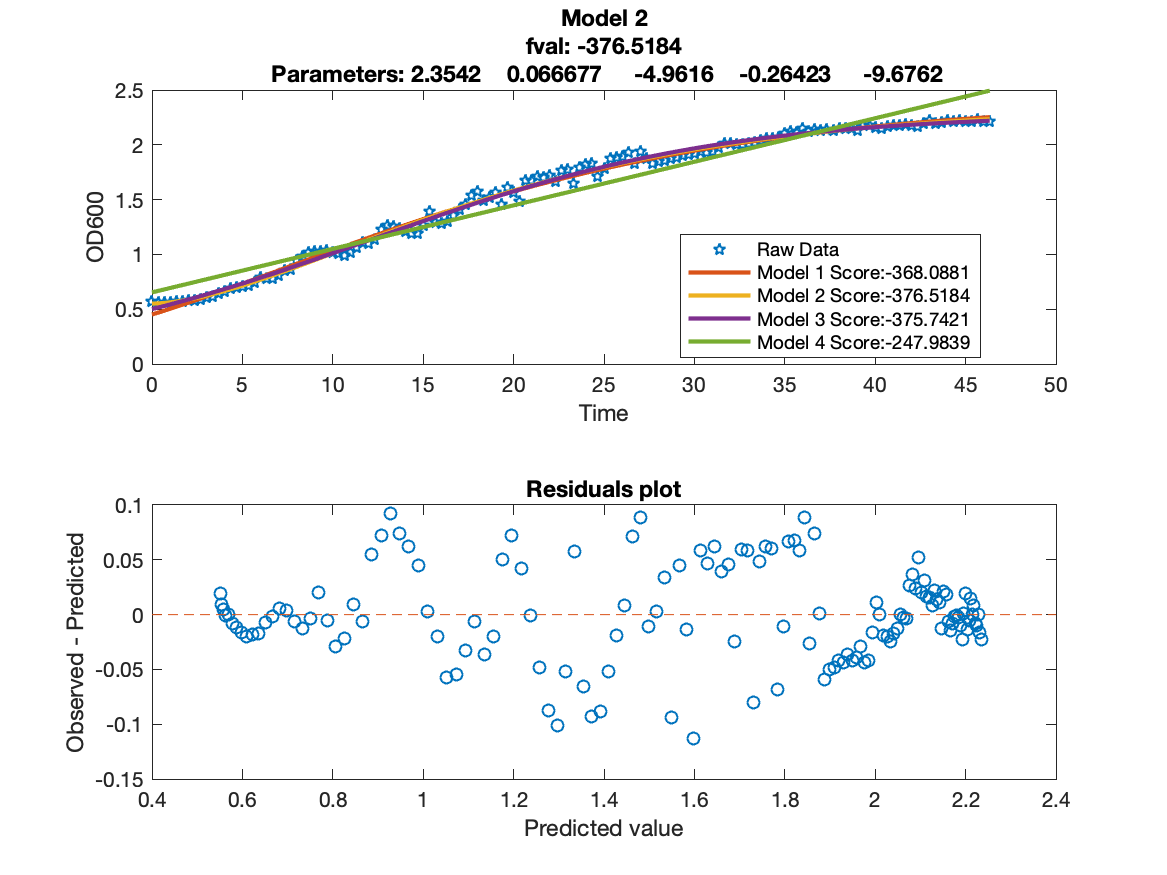 Model 2
fval: -376.5184
Parameters: 2.3542 0.066677 -4.9616 -0.26423 -9.6762
2.5
2
1.5
1
0.5
0
OD600
Raw Data
Model 1 Score:-368.0881
Model 2 Score:-376.5184
Model 3 Score:-375.7421
Model 4 Score:-247.9839
0 5 10 15 20 25 30 35 40 45 50
Time
Residuals plot
0.1
0.05
0
-0.05
-0.1
-0.15
Observed - Predicted
0.4 0.6 0.8 1 1.2 1.4 1.6 1.8 2 2.2 2.4
Predicted value